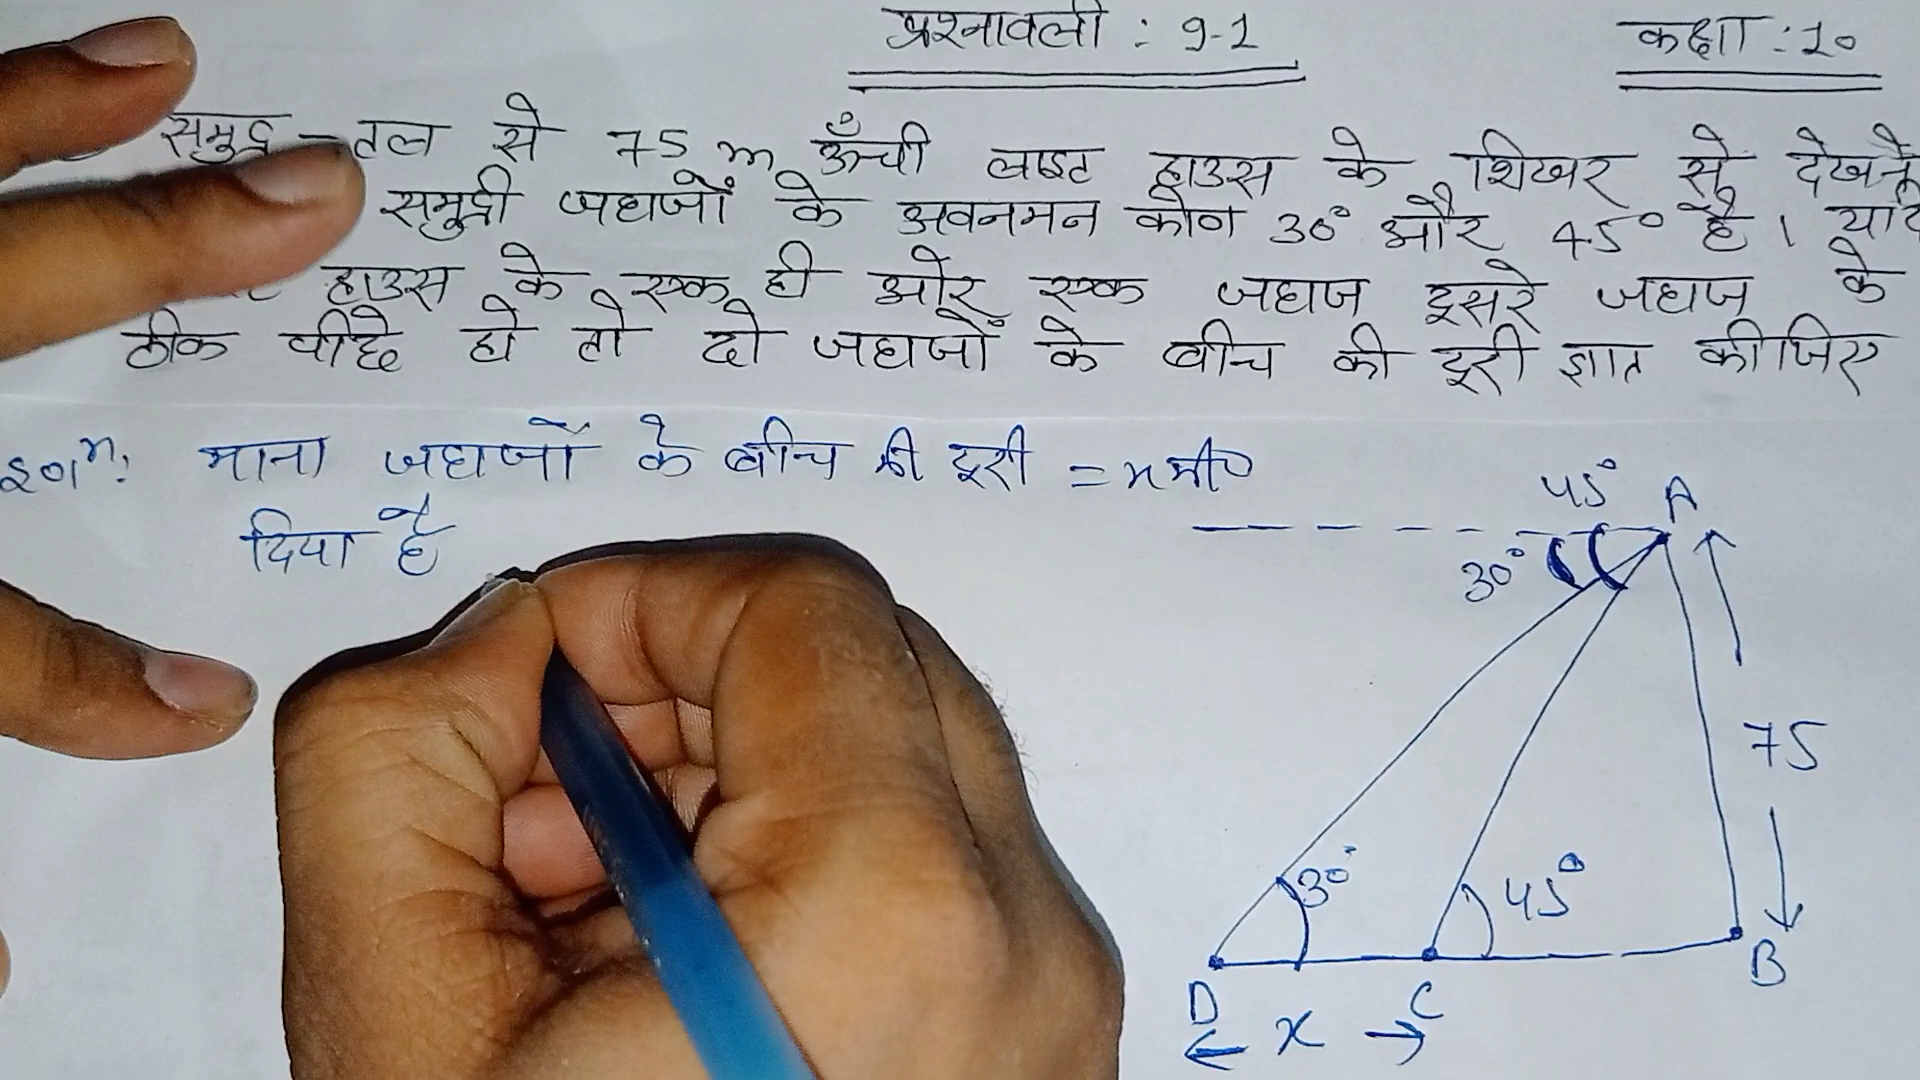 प्रश्नावली : 9.1
कक्षा : 10
समुद्र - तल से 75 m ऊँची लाइट हाउस के शिखर से देखने
समुद्री जहाजों के अवनमन कोण 30° और 45° है । यदि
हाउस के एक ही ओर एक जहाज दूसरे जहाज के
ठीक पीछे हो तो दो जहाजों के बीच की दूरी ज्ञात कीजिए
Solⁿ: माना जहाजों के बीच की दूरी = x मी०
दिया है
45° A
30°
75
30° 45°
B
D C
x